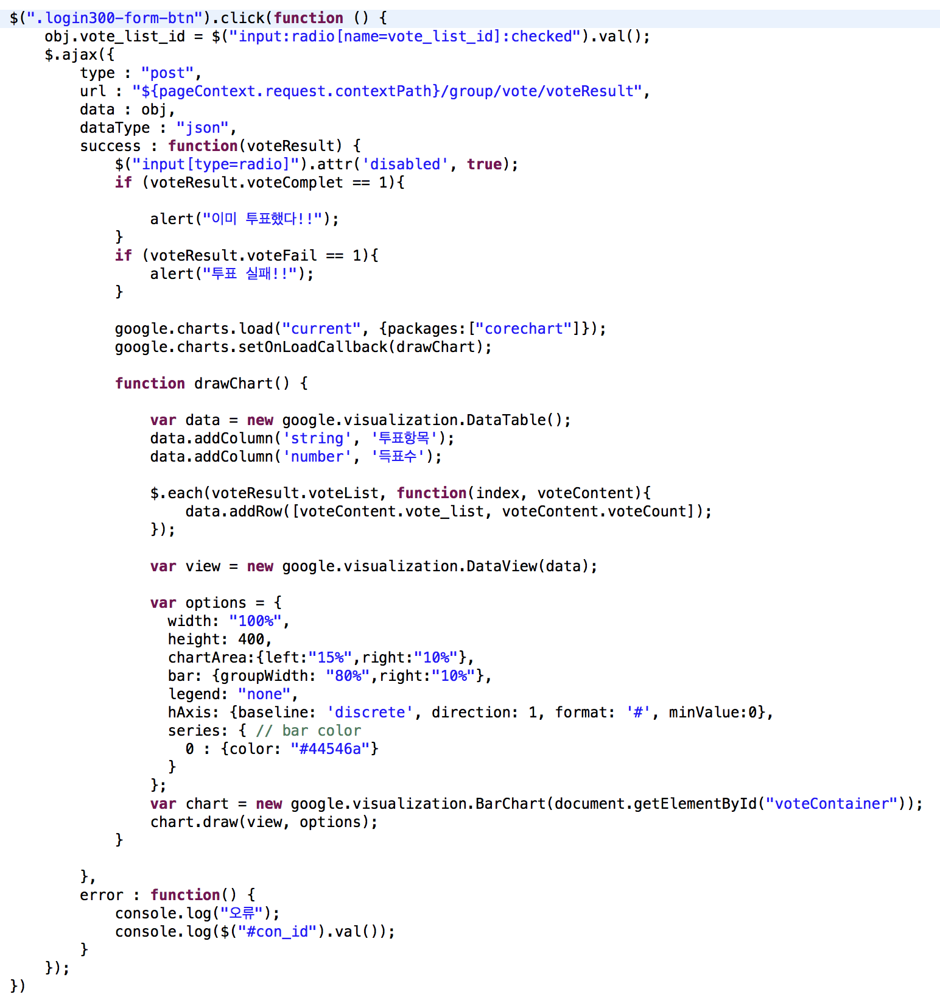 $(".login300-form-btn").click(function () {
    obj.vote_list_id = $("input:radio[name=vote_list_id]:checked").val();
    $.ajax({
        type : "post",
        url : "${pageContext.request.contextPath}/group/vote/voteResult",
        data : obj,
        dataType : "json",
        success : function(voteResult) {
            $("input[type=radio]").attr('disabled', true);
            if (voteResult.voteComplet == 1){

                alert("이미 투표했다!!");
            }
            if (voteResult.voteFail == 1){
                alert("투표 실패!!");
            }

            google.charts.load("current", {packages:["corechart"]});
            google.charts.setOnLoadCallback(drawChart);

            function drawChart() {

                var data = new google.visualization.DataTable();
                data.addColumn('string', '투표항목');
                data.addColumn('number', '득표수');

                $.each(voteResult.voteList, function(index, voteContent){
                    data.addRow([voteContent.vote_list, voteContent.voteCount]);
                });

                var view = new google.visualization.DataView(data);

                var options = {
                  width: "100%",
                  height: 400,
                  chartArea:{left:"15%",right:"10%"},
                  bar: {groupWidth: "80%",right:"10%"},
                  legend: "none",
                  hAxis: {baseline: 'discrete', direction: 1, format: '#', minValue:0},
                  series: { // bar color
                    0 : {color: "#44546a"}
                  }
                };
                var chart = new google.visualization.BarChart(document.getElementById("voteContainer"));
                chart.draw(view, options);
            }

        },
        error : function() {
            console.log("오류");
            console.log($("#con_id").val());
        }
    });
})